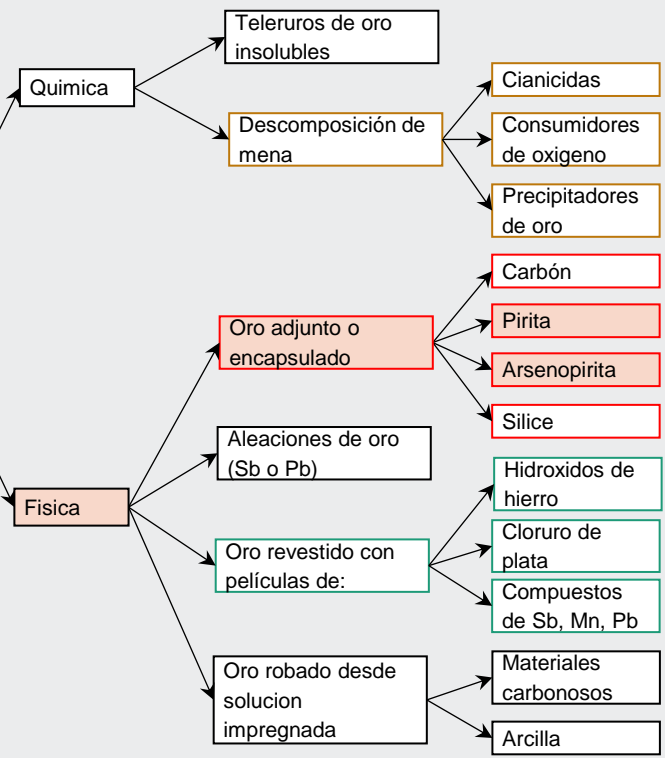 Teleruros de oro
insolubles
Quimica
Descomposición de
mena
Cianicidas
Consumidores
de oxigeno
Precipitadores
de oro
Oro adjunto o
encapsulado
Carbón
Pirita
Arsenopirita
Silice
Aleaciones de oro
(Sb o Pb)
Fisica
Oro revestido con
películas de:
Hidroxidos de
hierro
Cloruro de
plata
Compuestos
de Sb, Mn, Pb
Oro robado desde
solucion
impregnada
Materiales
carbonosos
Arcilla